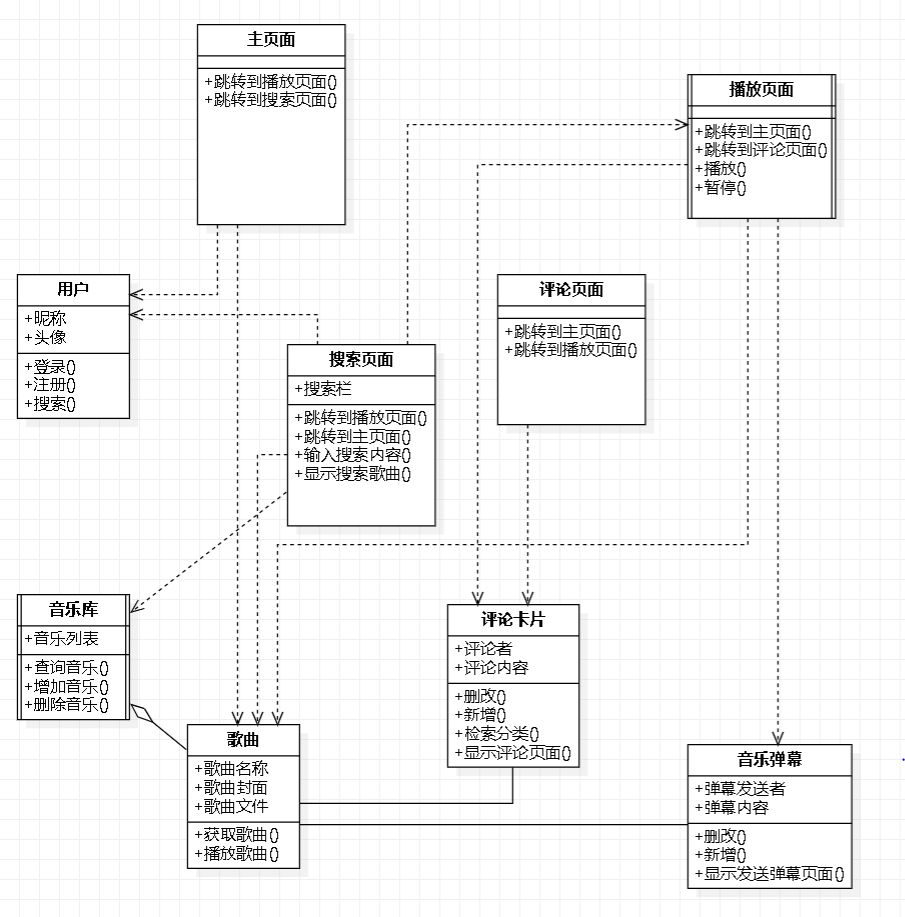 主页面
+跳转到播放页面()
+跳转到搜索页面()
播放页面
+跳转到主页面()
+跳转到评论页面()
+播放()
+暂停()
用户
+昵称
+头像
+登录()
+注册()
+搜索()
评论页面
+跳转到主页面()
+跳转到播放页面()
搜索页面
+搜索栏
+跳转到播放页面()
+跳转到主页面()
+输入搜索内容()
+显示搜索歌曲()
音乐库
+音乐列表
+查询音乐()
+增加音乐()
+删除音乐()
评论卡片
+评论者
+评论内容
+删改()
+新增()
+检索分类()
+显示评论页面()
歌曲
+歌曲名称
+歌曲封面
+歌曲文件
+获取歌曲()
+播放歌曲()
音乐弹幕
+弹幕发送者
+弹幕内容
+删改()
+新增()
+显示发送弹幕页面()